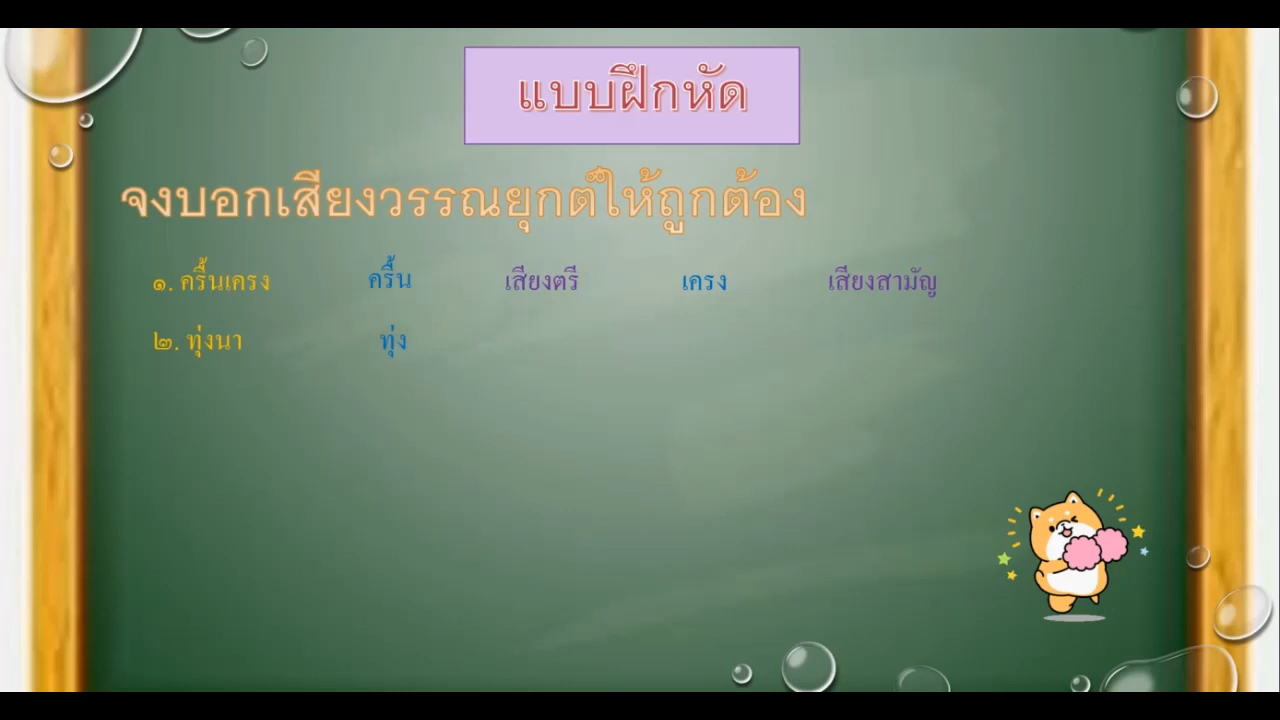 แบบฝึกหัด
จงบอกเสียงวรรณยุกต์ให้ถูกต้อง
๑. ครื้นเครง ครื้น เสียงตรี เครง เสียงสามัญ
๒. ทุ่งนา ทุ่ง